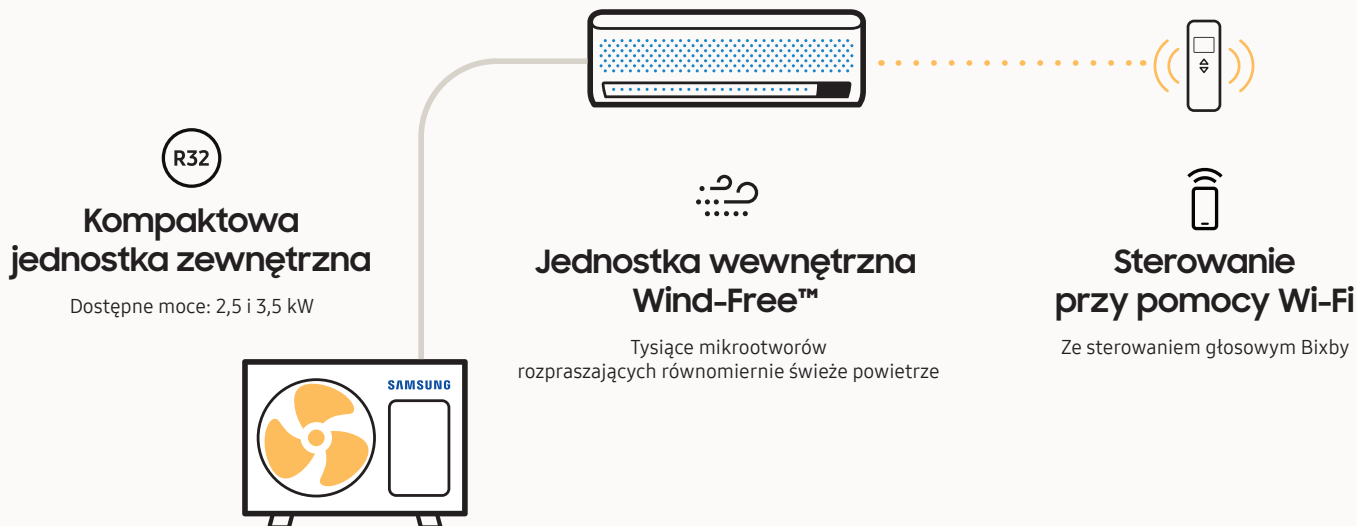 R32
Kompaktowa
jednostka zewnętrzna
Dostępne moce: 2,5 i 3,5 kW
SAMSUNG
Jednostka wewnętrzna
Wind-Free™
Tysiące mikrootworów
rozpraszających równomiernie świeże powietrze
Sterowanie
przy pomocy Wi-Fi
Ze sterowaniem głosowym Bixby